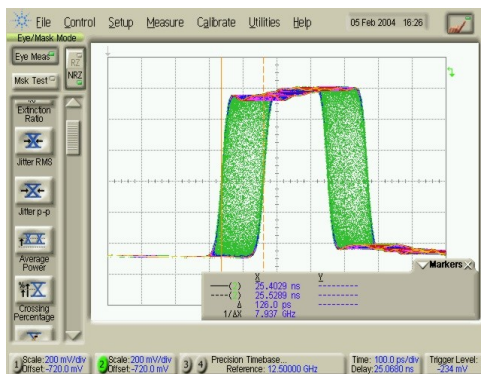 File Control Setup Measure Calibrate Utilities Help 05 Feb 2004 16:26
Eye/Mask Mode
Eye Meas
RZ
NRZ
Msk Test
Extinction
Ratio
Jitter RMS
Jitter p-p
Average
Power
Crossing
Percentage
Markers
X Y
----( ) 25.4029 ns --------
----( ) 25.5289 ns --------
Δ 126.0 ps --------
1/ΔX 7.937 GHz
1 Scale: 200 mV/div
Offset: -720.0 mV
2 Scale: 200 mV/div
Offset: -720.0 mV
3 4
Precision Timebase...
Reference: 12.50000 GHz
Time: 100.0 ps/div
Delay: 25.0680 ns
Trigger Level:
-234 mV